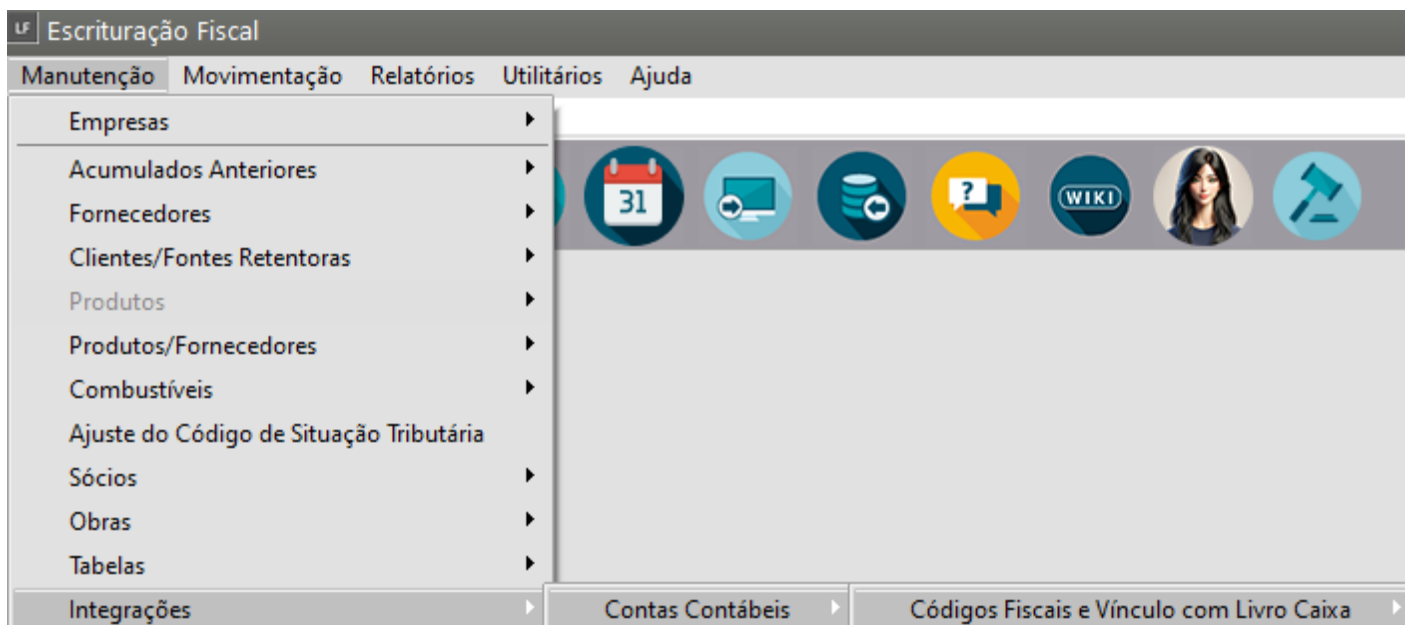 LF Escrituração Fiscal
Manutenção Movimentação Relatórios Utilitários Ajuda
Empresas
Acumulados Anteriores
31 ? WIKI
Fornecedores
Clientes/Fontes Retentoras
Produtos
Produtos/Fornecedores
Combustíveis
Ajuste do Código de Situação Tributária
Sócios
Obras
Tabelas
Integrações Contas Contábeis Códigos Fiscais e Vínculo com Livro Caixa